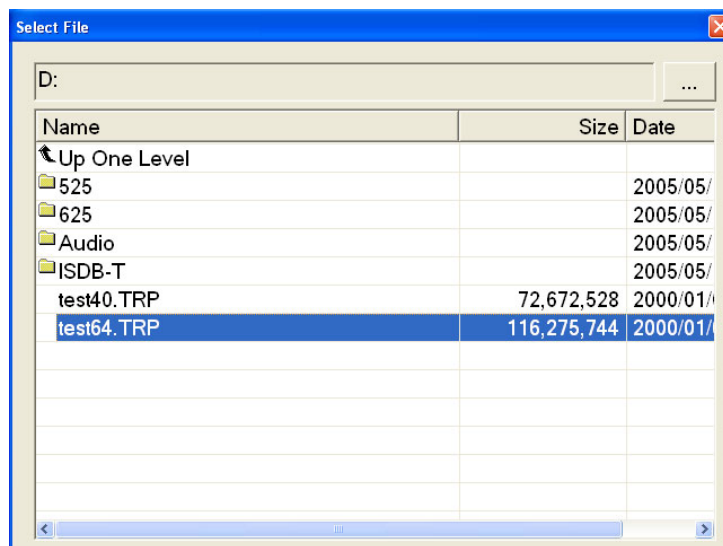 Select File
D:
...
Name Size Date
Up One Level
525 2005/05/
625 2005/05/
Audio 2005/05/
ISDB-T 2005/05/
test40.TRP 72,672,528 2000/01/
test64.TRP 116,275,744 2000/01/